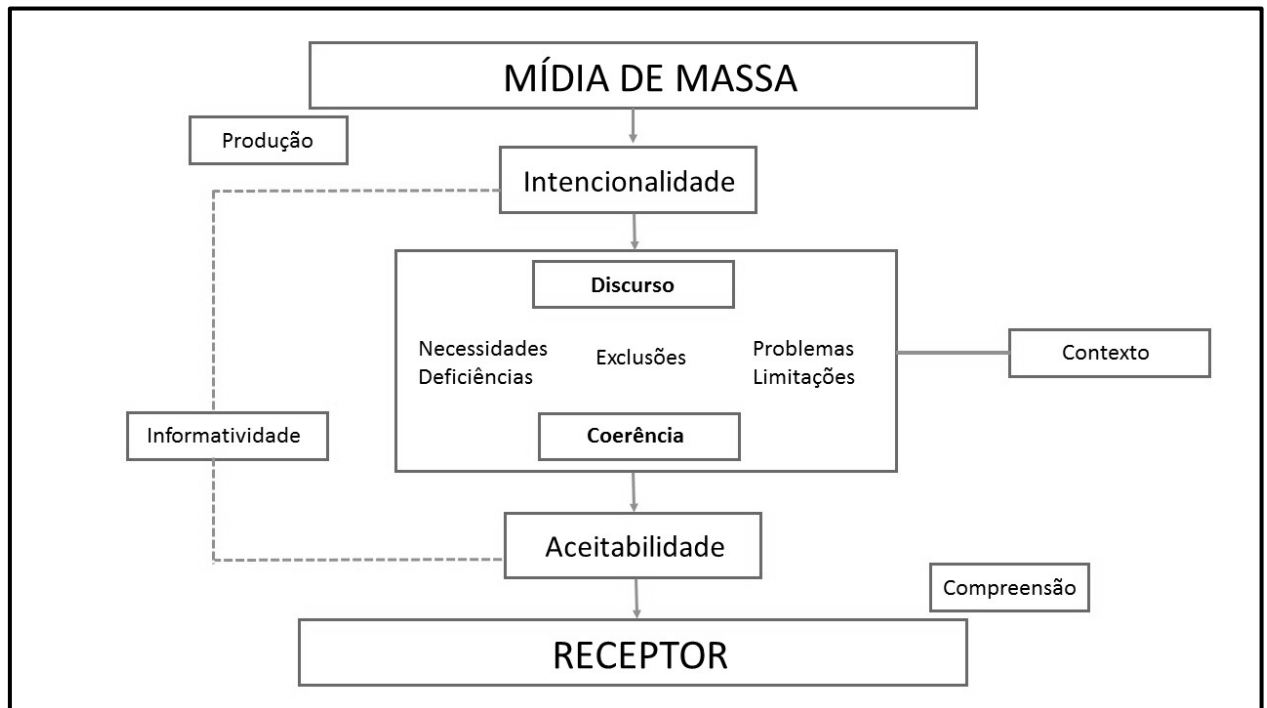 MÍDIA DE MASSA
Produção
Intencionalidade
Discurso
Necessidades
Deficiências
Exclusões
Problemas
Limitações
Contexto
Informatividade
Coerência
Aceitabilidade
Compreensão
RECEPTOR